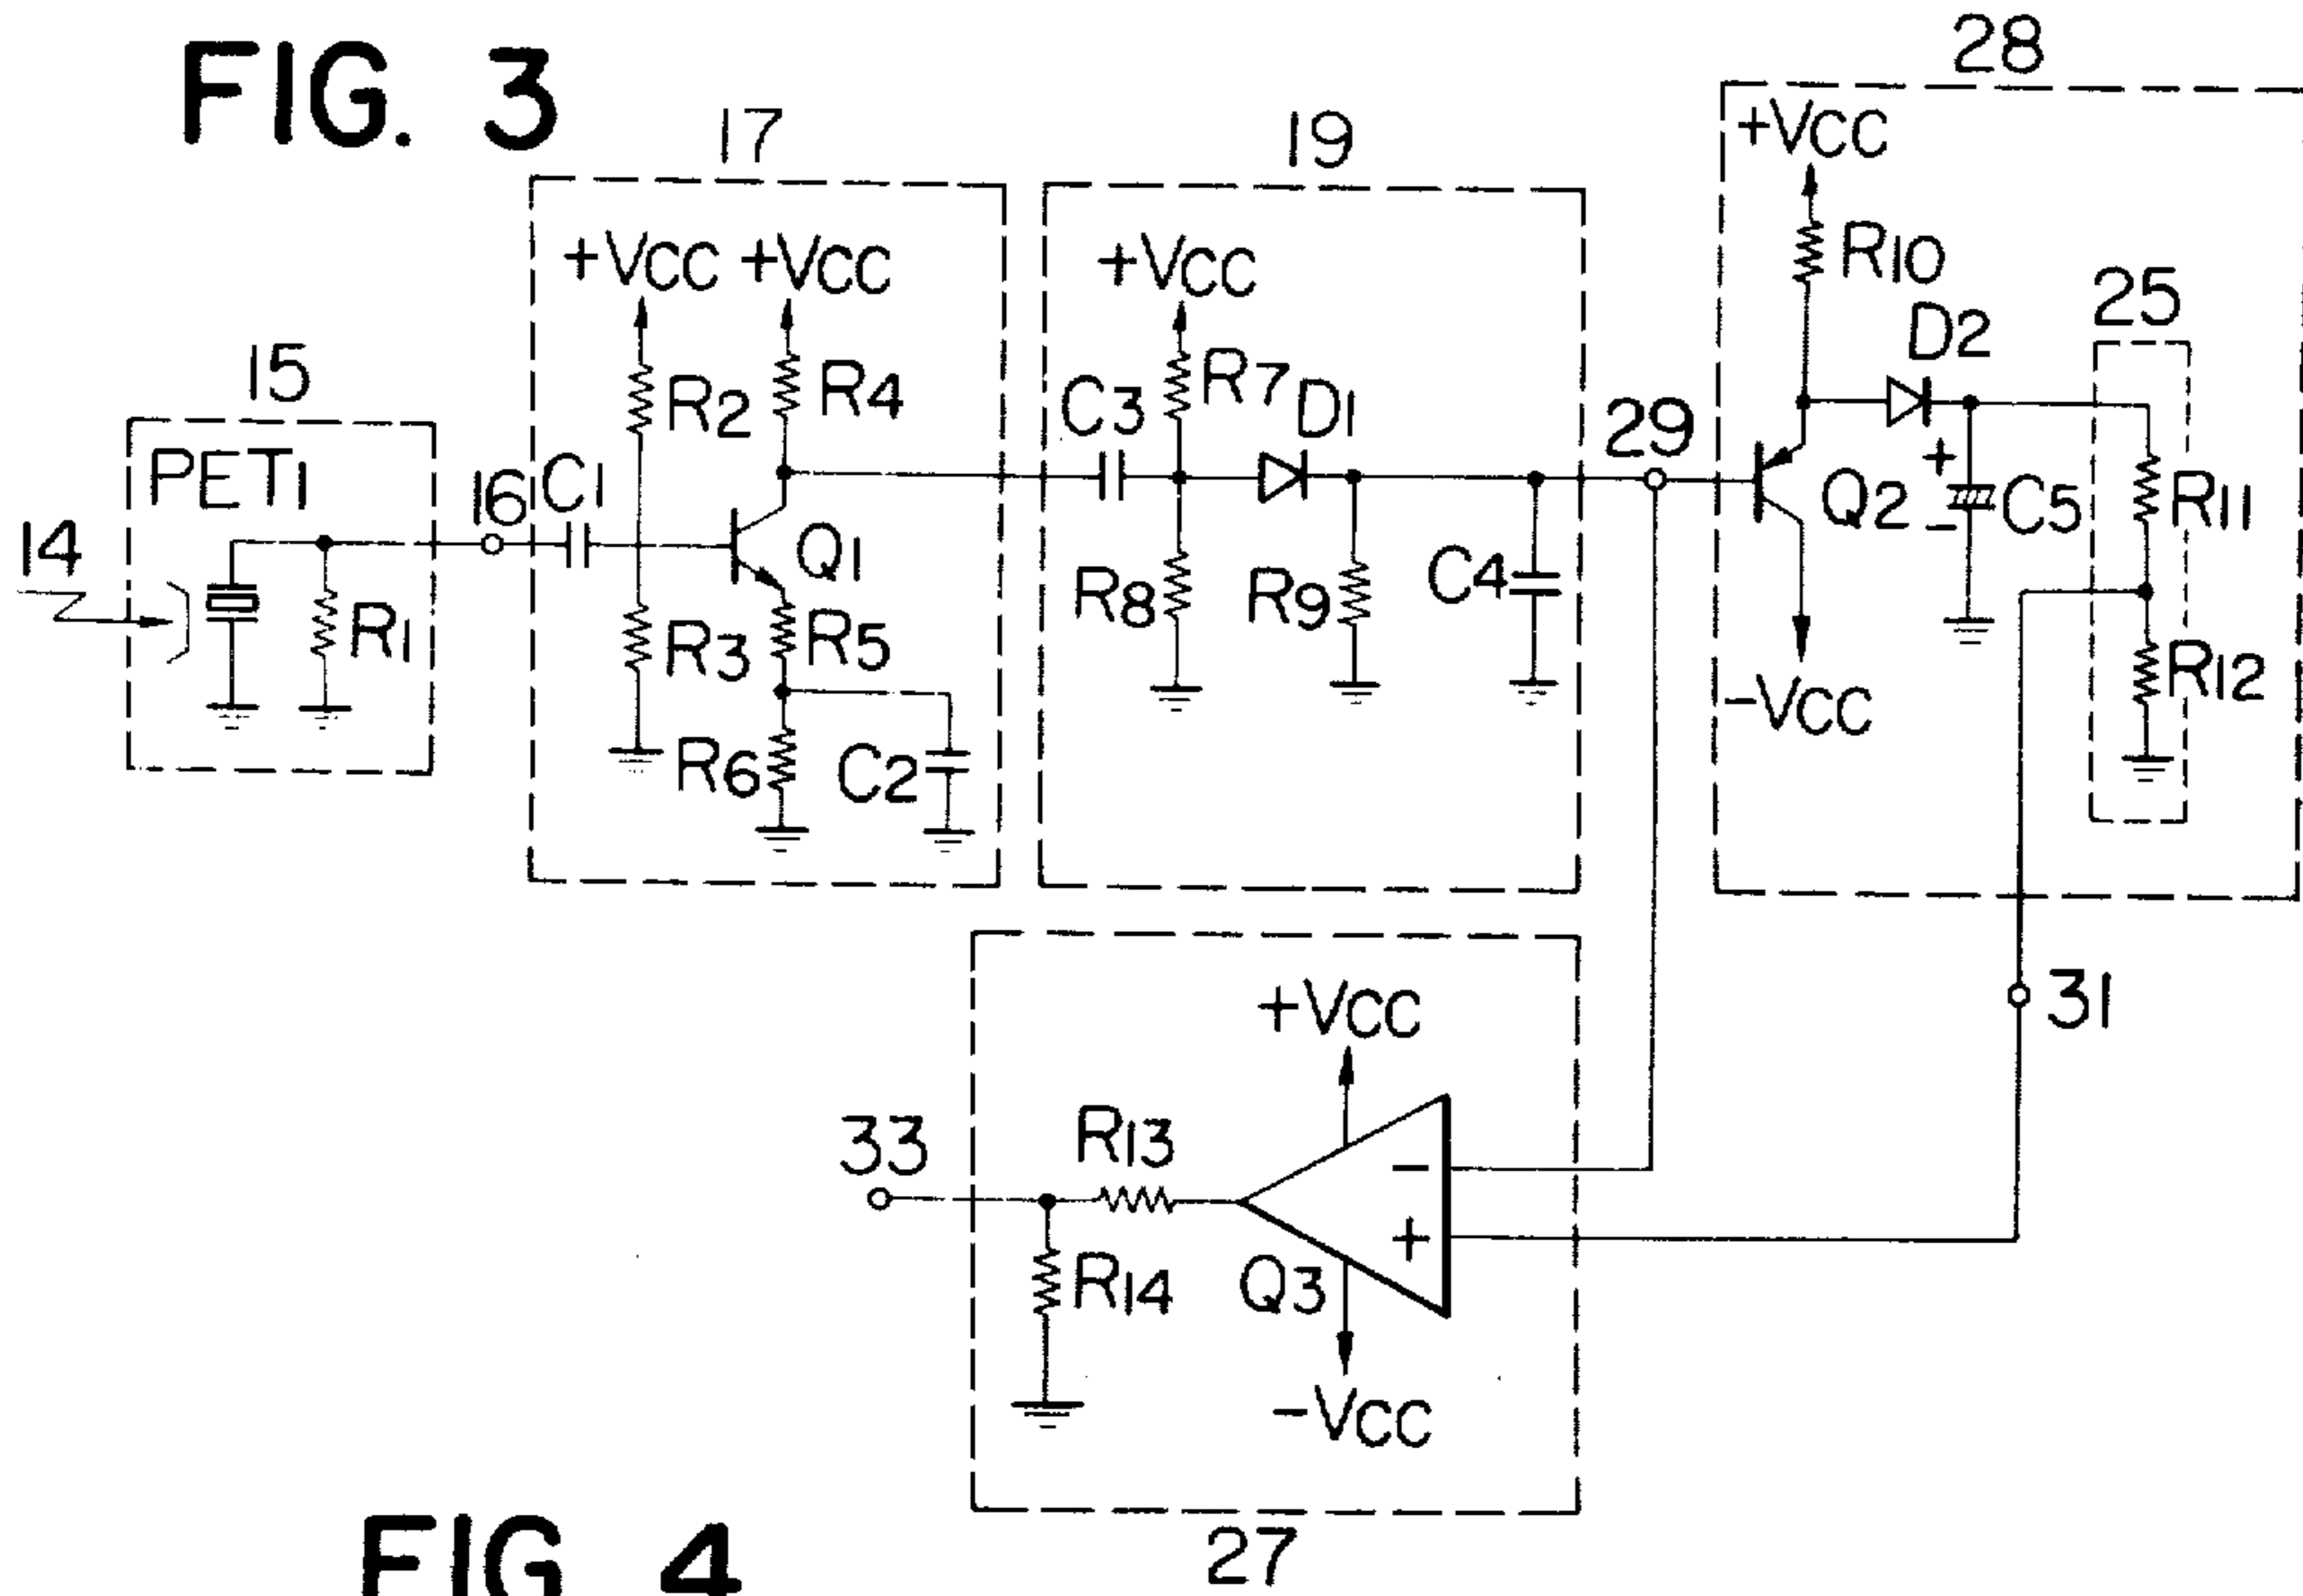 FIG. 3
28
17
19
+VCC
R10
+VCC +VCC
+VCC
25
D2
15
R2
R4
C3
R7
D1
29
PET1
16
C1
+
Q2
C5
R11
-
14
Q1
R1
R3
R5
R8
R9
C4
R12
-VCC
R6
C2
+VCC
31
33
R13
-
+
R14
Q3
-VCC
27
FIG. 4